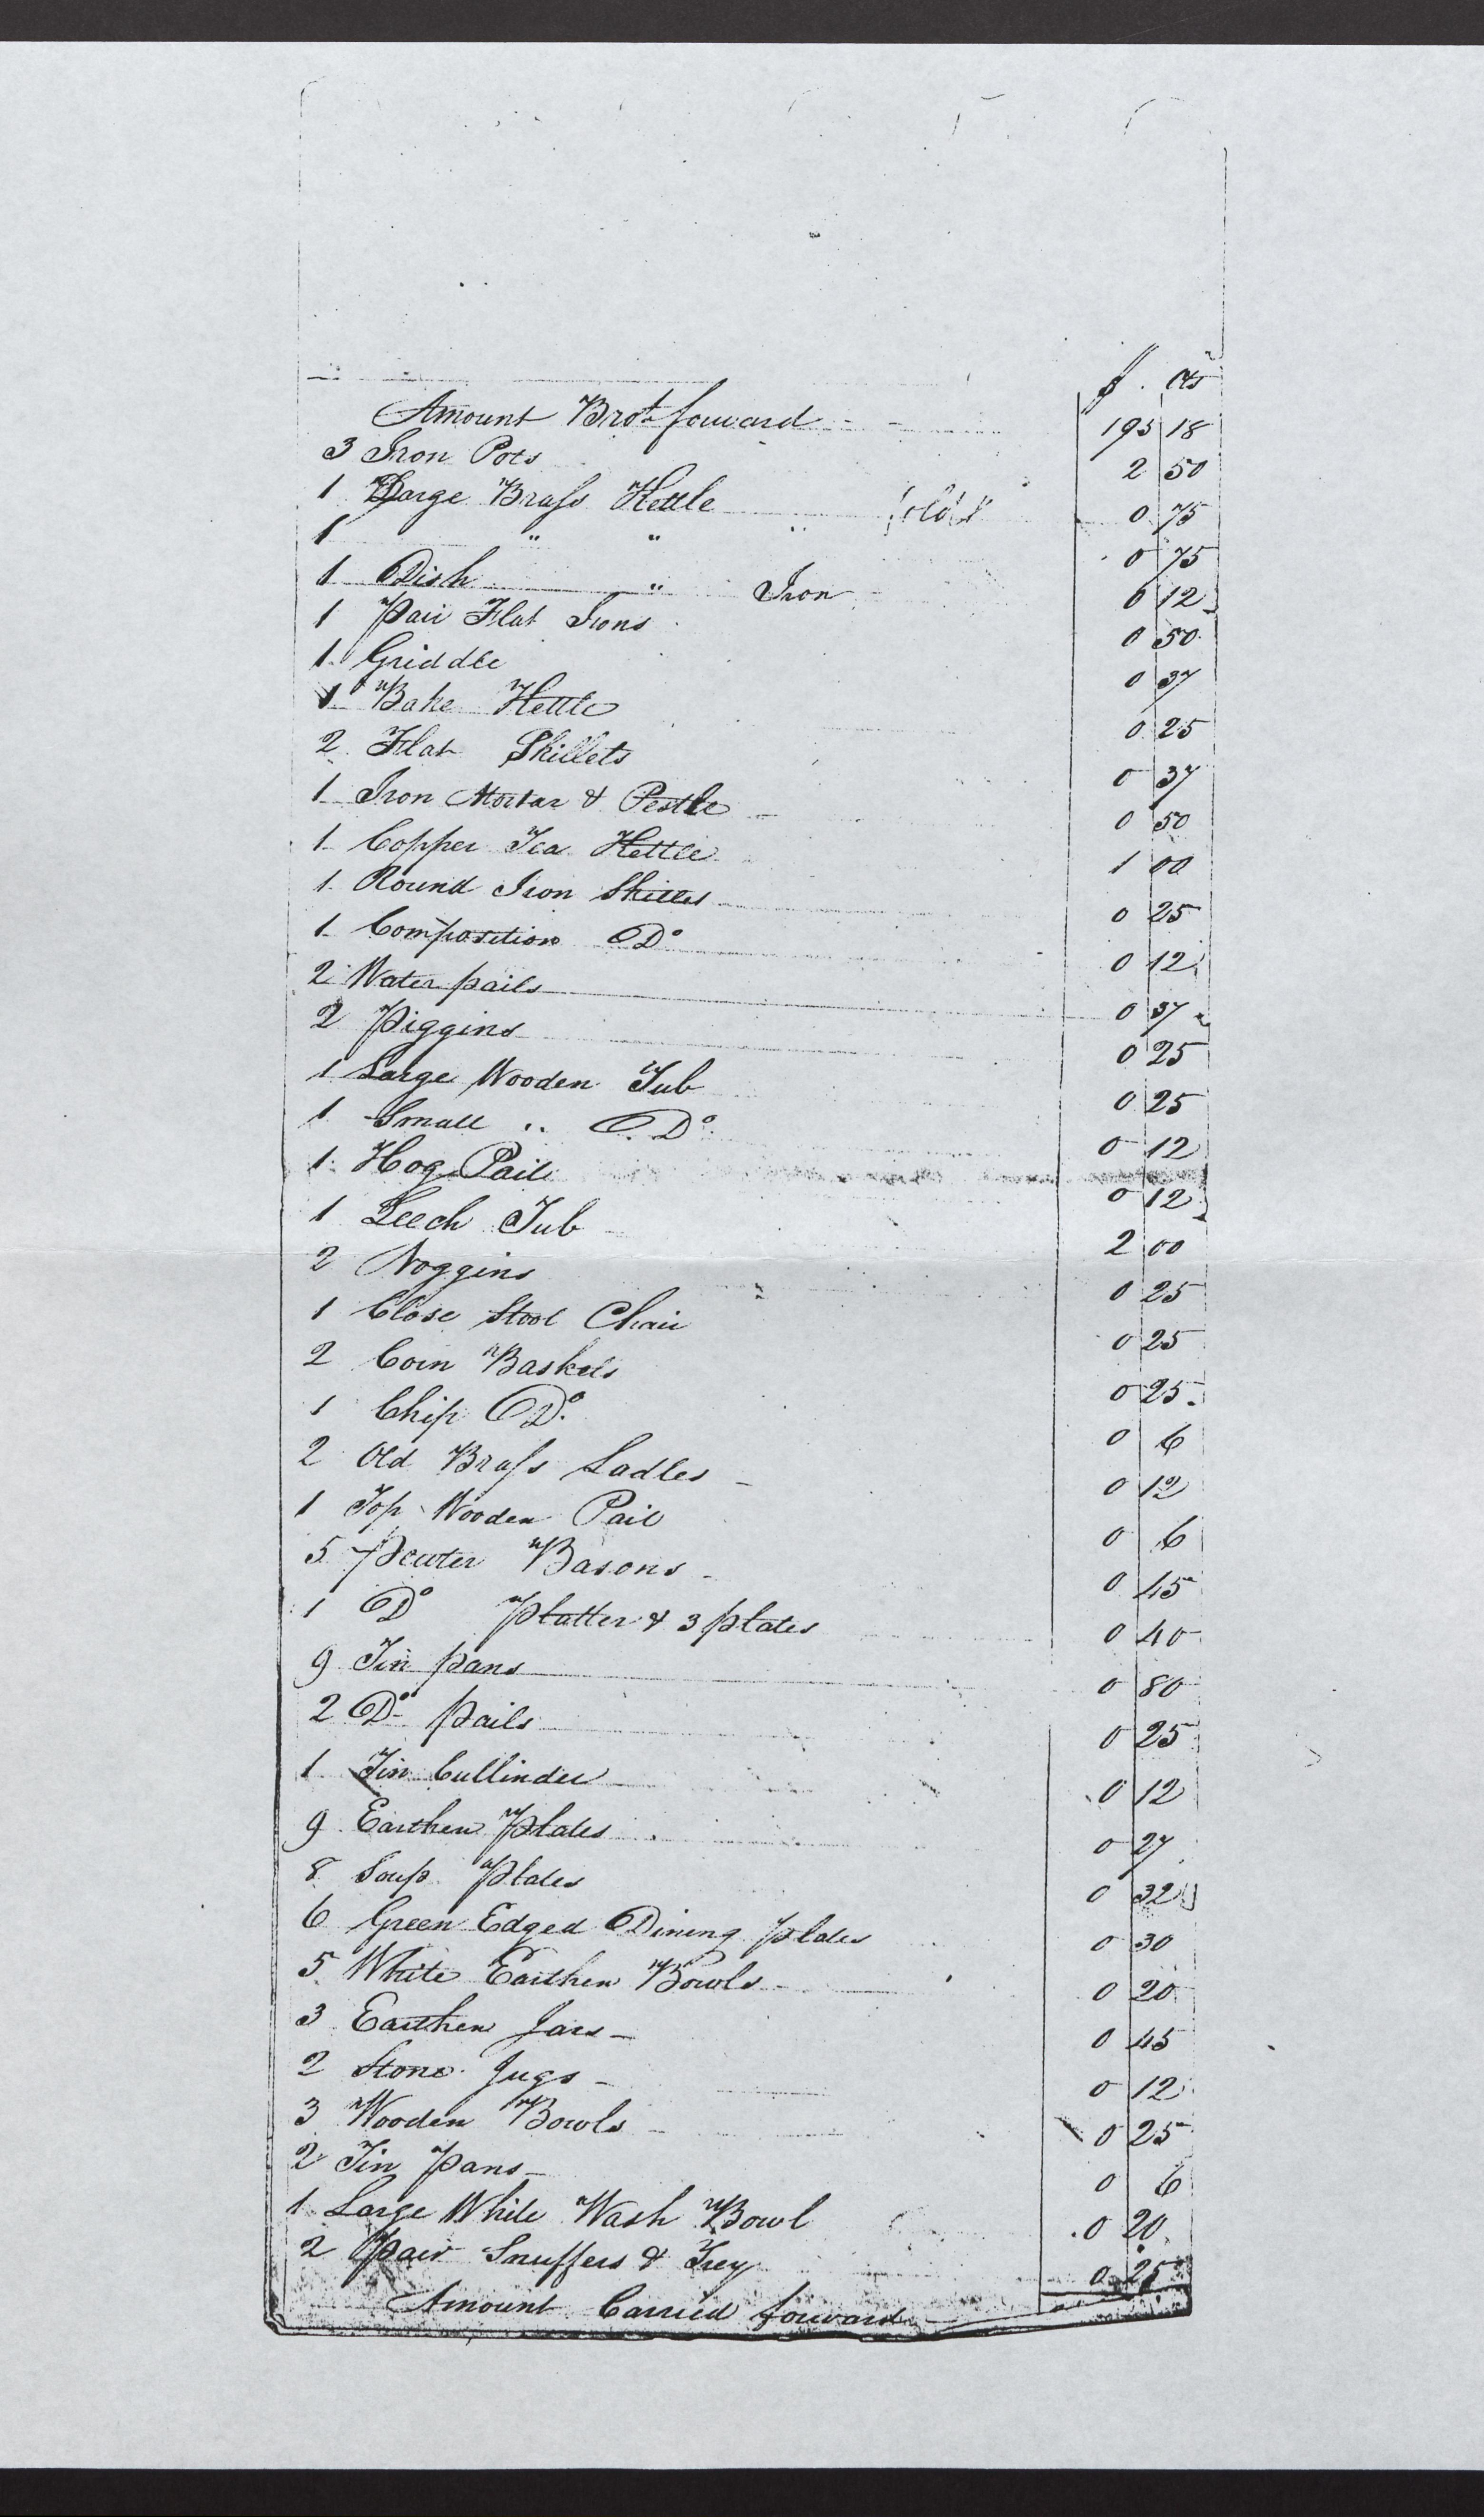 $ . Cts
Amount Brot forward 193 18
3 Iron Pots 2 50
1 Large Brass Kettle (old) 0 75
1 " " " 0 75
1 Dish " Iron 0 12
1 Pair Flat Irons 0 50
1 Griddle 0 37
1 Bake Kettle 0 25
2 Flat Skillets 0 37
1 Iron Mortar & Pestle 0 50
1 Copper Tea Kettle 1 00
1 Round Iron Skillet 0 25
1 Composition Do 0 12
2 Water pails 0 37
2 Piggins 0 25
1 Large Wooden Tub 0 25
1 Small " Do 0 12
1 Hog Pail 0 12
1 Leech Tub 2 00
2 Noggins 0 25
1 Close Stool Chair 0 25
2 Corn Baskets 0 25
1 Chip Do 0 6
2 Old Brass Ladles 0 12
1 Top Wooden Pail 0 6
5 Pewter Basons 0 45
1 Do Platter & 3 plates 0 40
9 Tin pans 0 80
2 Do pails 0 25
1 Tin Cullinder 0 12
9 Earthen Plates 0 27
8 Soup Plates 0 32
6 Green Edged Dining plates 0 30
5 White Earthen Bowls 0 20
3 Earthen Jars 0 45
2 Stone Jugs 0 12
3 Wooden Bowls 0 25
2 Tin Pans 0 6
1 Large White Wash Bowl 0 20
2 Pair Snuffers & Trey 0 25
Amount Carried forward